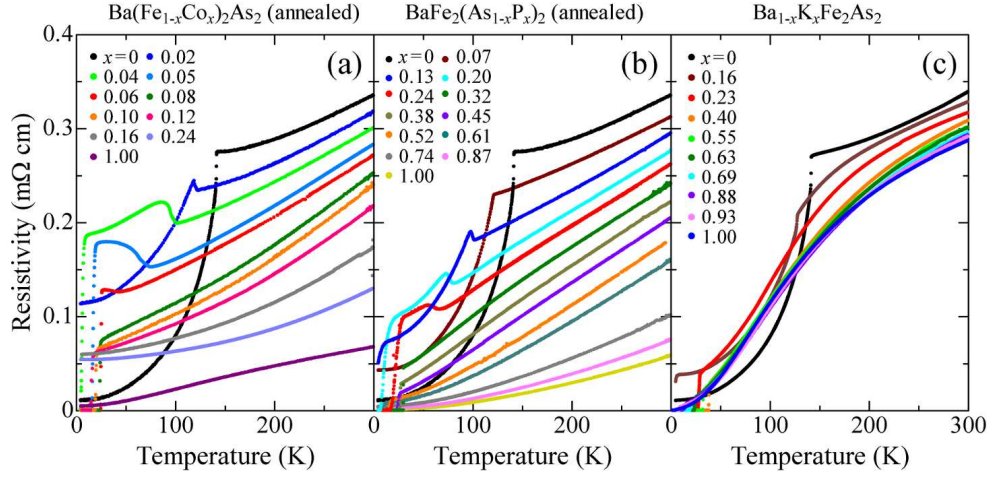 Ba(Fe1-xCox)2As2 (annealed)
BaFe2(As1-xPx)2 (annealed)
Ba1-xKxFe2As2
Resistivity (mΩ cm)
0.4
0.3
0.2
0.1
0
(a)
x=0 0.02
0.04 0.05
0.06 0.08
0.10 0.12
0.16 0.24
1.00
0 100 200
Temperature (K)
(b)
x=0 0.07
0.13 0.20
0.24 0.32
0.38 0.45
0.52 0.61
0.74 0.87
1.00
0 100 200
Temperature (K)
(c)
x=0
0.16
0.23
0.40
0.55
0.63
0.69
0.88
0.93
1.00
0 100 200 300
Temperature (K)